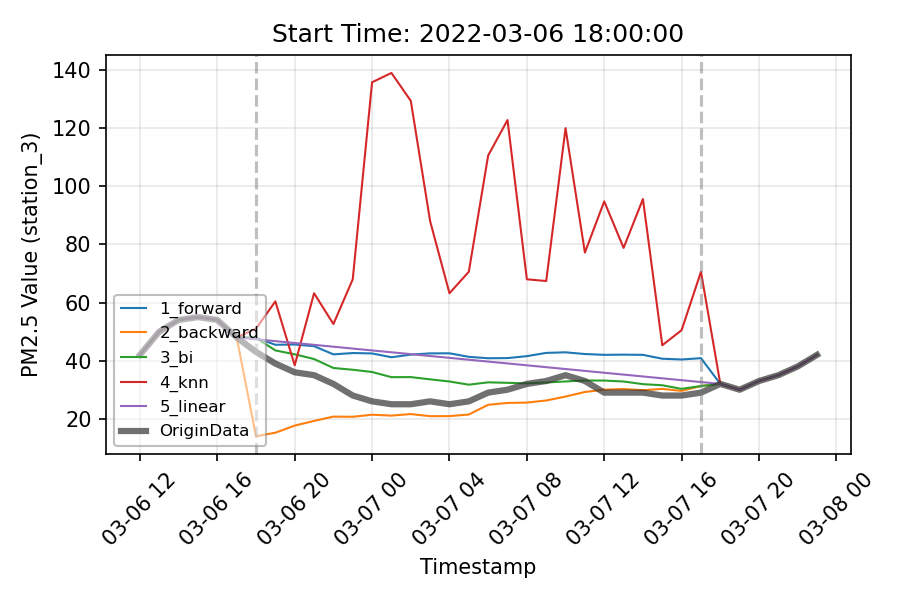 Start Time: 2022-03-06 18:00:00
PM2.5 Value (station_3)
140
120
100
80
60
40
20
1_forward
2_backward
3_bi
4_knn
5_linear
OriginData
03-06 12
03-06 16
03-06 20
03-07 00
03-07 04
03-07 08
03-07 12
03-07 16
03-07 20
03-08 00
Timestamp